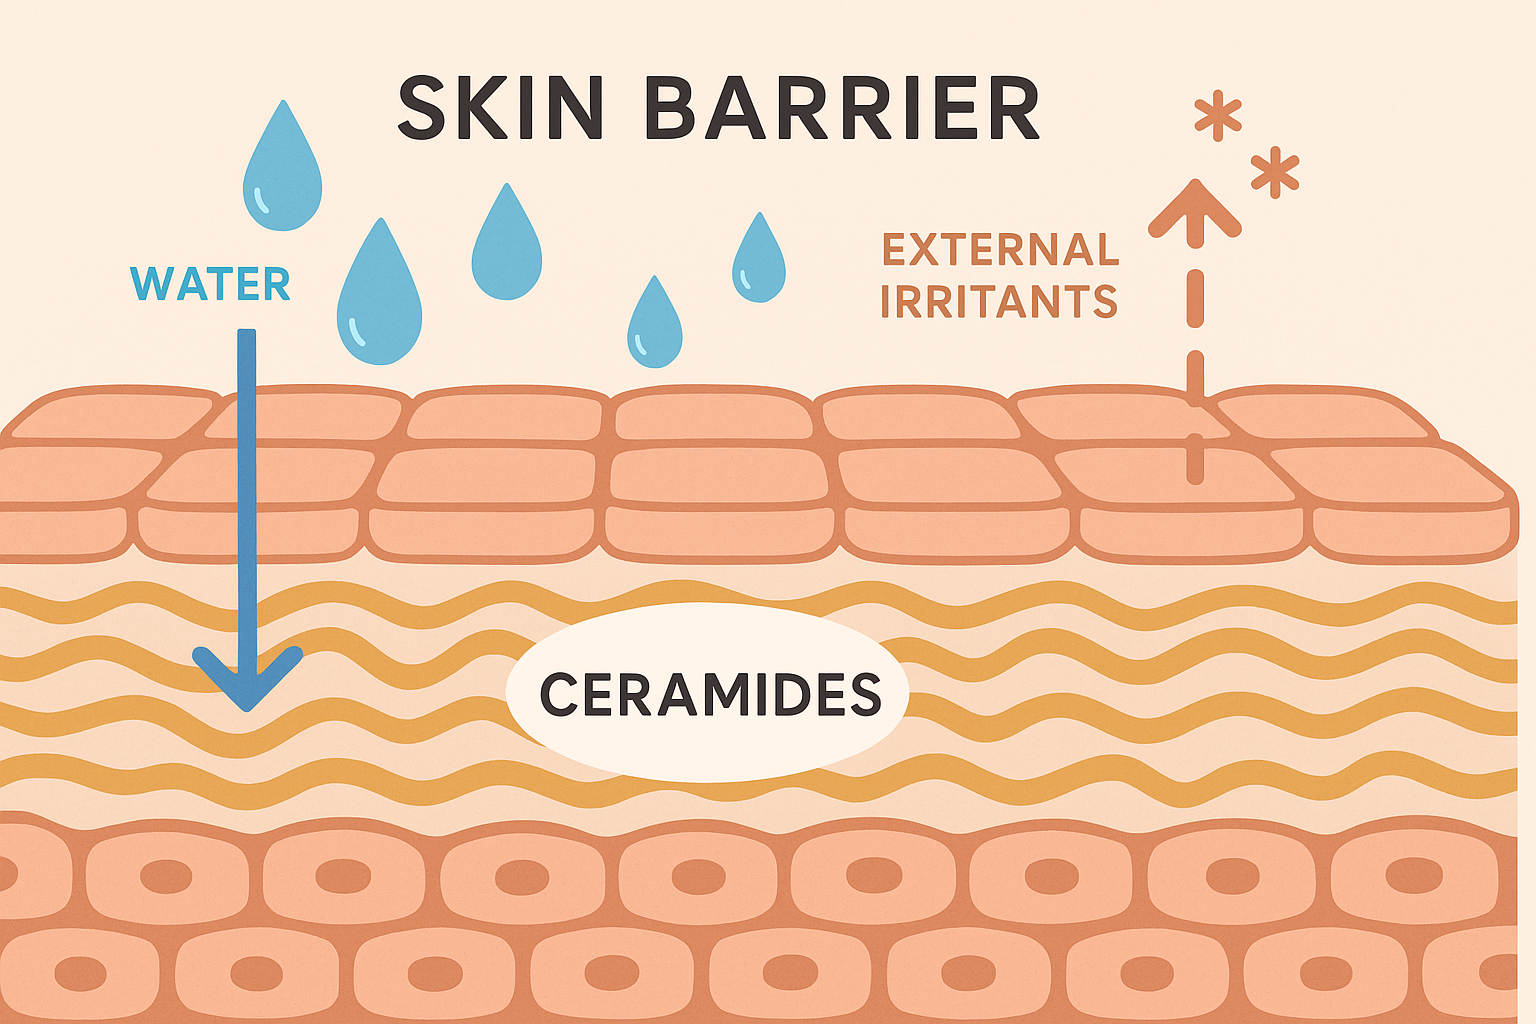 SKIN BARRIER
WATER
EXTERNAL
IRRITANTS
CERAMIDES